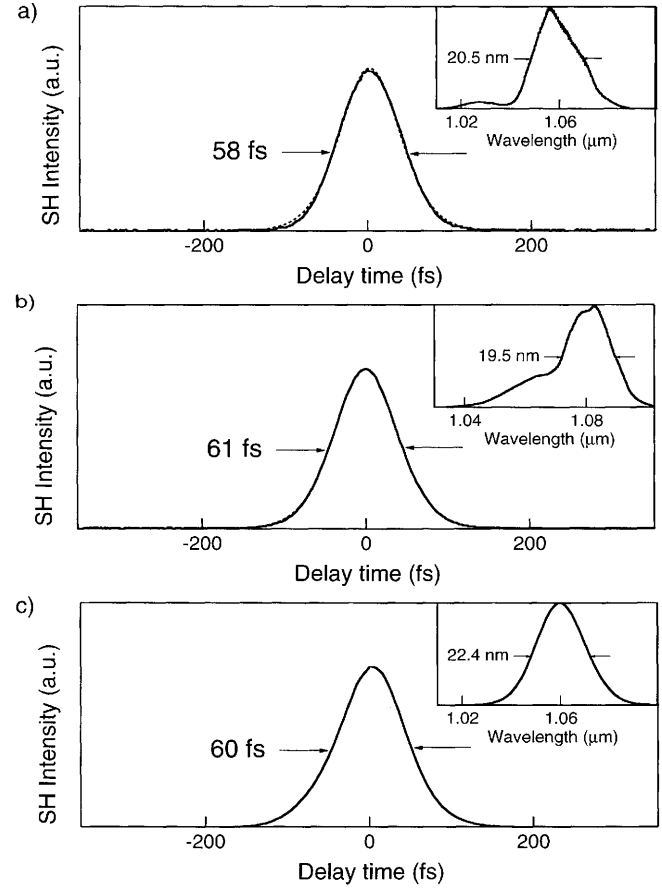 a)
SH Intensity (a.u.)
58 fs
20.5 nm
1.02 1.06
Wavelength (μm)
-200 0 200
Delay time (fs)
b)
SH Intensity (a.u.)
61 fs
19.5 nm
1.04 1.08
Wavelength (μm)
-200 0 200
Delay time (fs)
c)
SH Intensity (a.u.)
60 fs
22.4 nm
1.02 1.06
Wavelength (μm)
-200 0 200
Delay time (fs)